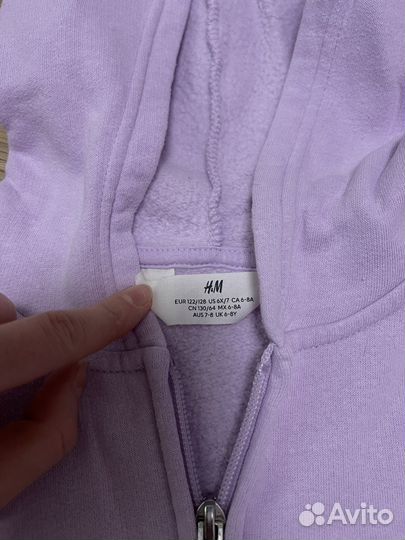 H&M
EUR 122/128 US 6X/7 CA 6-8A
CN 130/64 MX 6-8A
AUS 7-8 UK 6-8Y
Avito